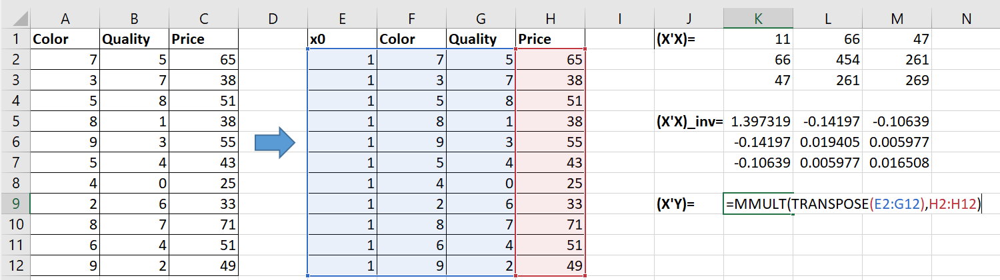 A B C D E F G H I J K L M N
1 Color Quality Price x0 Color Quality Price (X'X)= 11 66 47
2 7 5 65 1 7 5 65 66 454 261
3 3 7 38 1 3 7 38 47 261 269
4 5 8 51 1 5 8 51
5 8 1 38 1 8 1 38 (X'X)_inv= 1.397319 -0.14197 -0.10639
6 9 3 55 1 9 3 55 -0.14197 0.019405 0.005977
7 5 4 43 1 5 4 43 -0.10639 0.005977 0.016508
8 4 0 25 1 4 0 25
9 2 6 33 1 2 6 33 (X'Y)= =MMULT(TRANSPOSE(E2:G12),H2:H12)
10 8 7 71 1 8 7 71
11 6 4 51 1 6 4 51
12 9 2 49 1 9 2 49